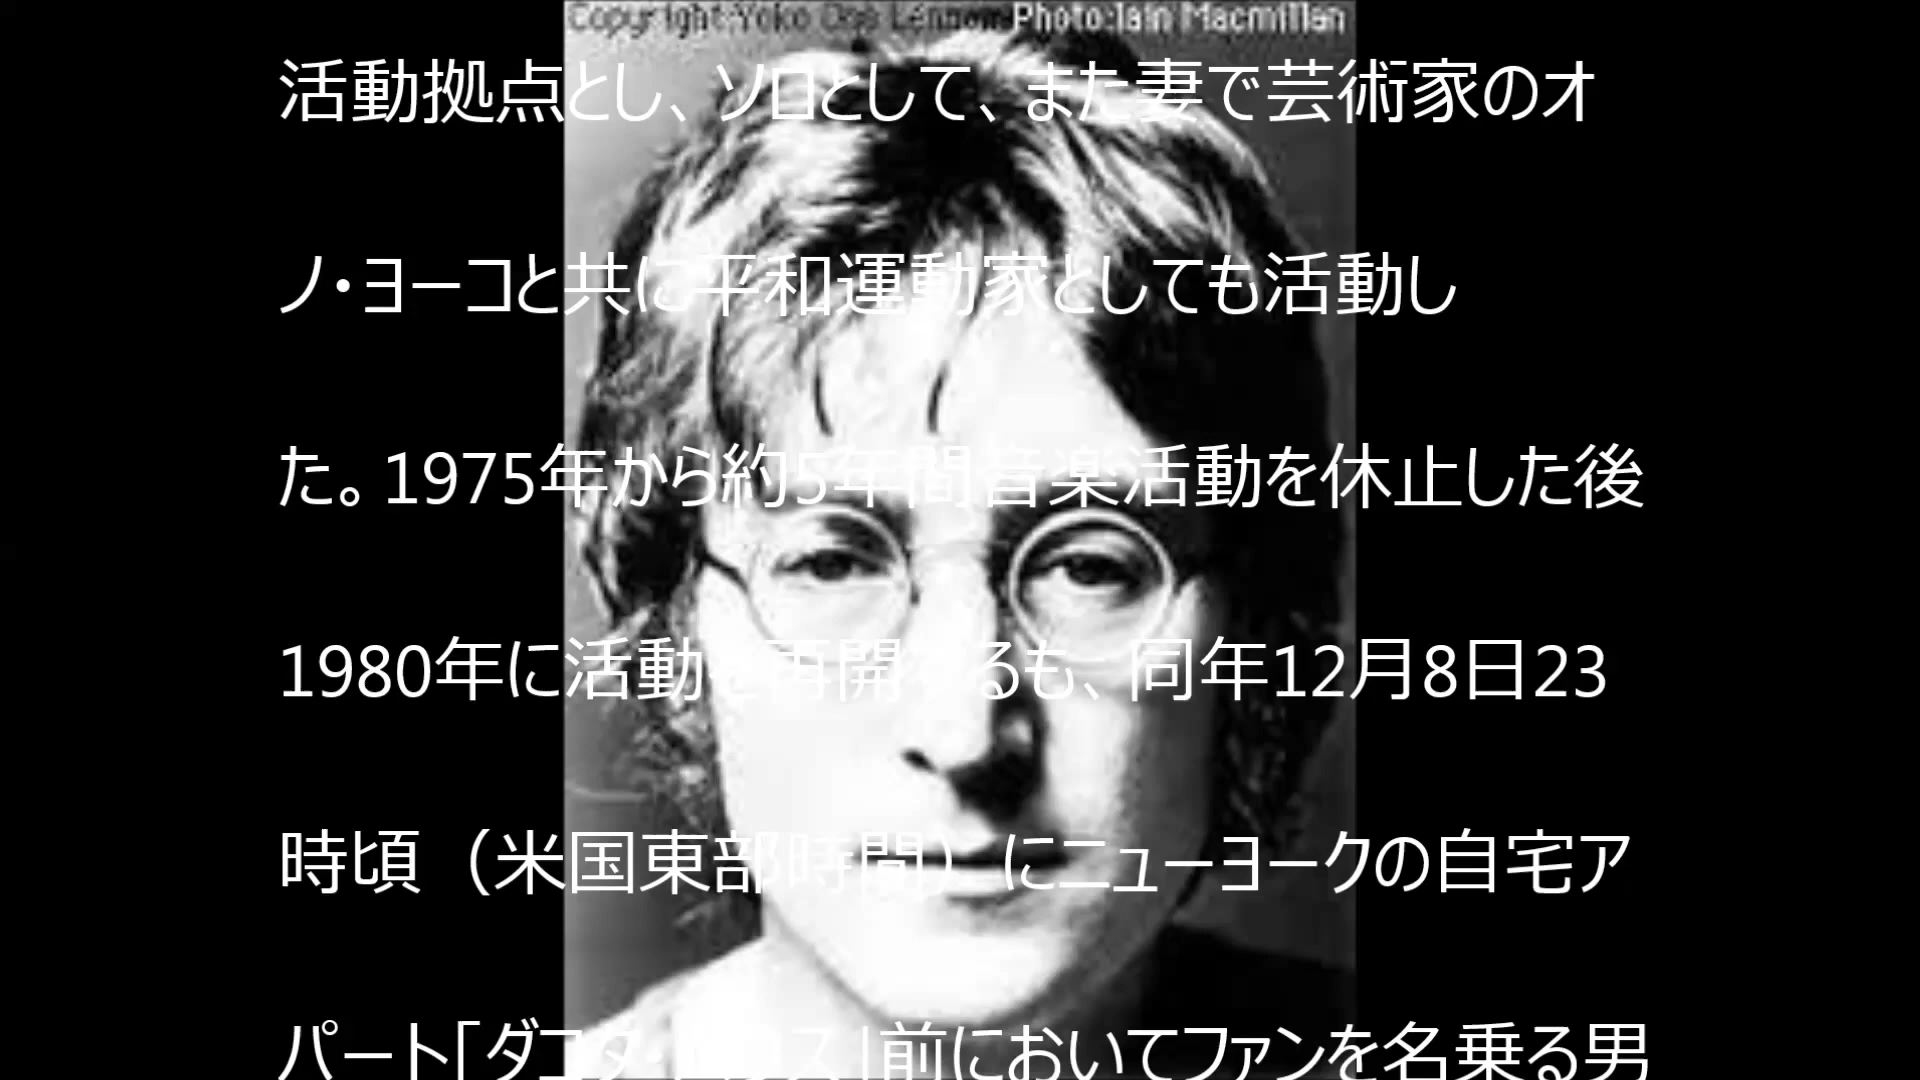 Copyright Yoko Ono Lennon Photo:Iain Macmillan
活動拠点とし、ソロとして、また妻で芸術家のオ
ノ・ヨーコと共に平和運動家としても活動し
た。1975年から約5年間音楽活動を休止した後
1980年に活動を再開するも、同年12月8日23
時頃（米国東部時間）にニューヨークの自宅ア
パート「ダコタ・ハウス」前においてファンを名乗る男